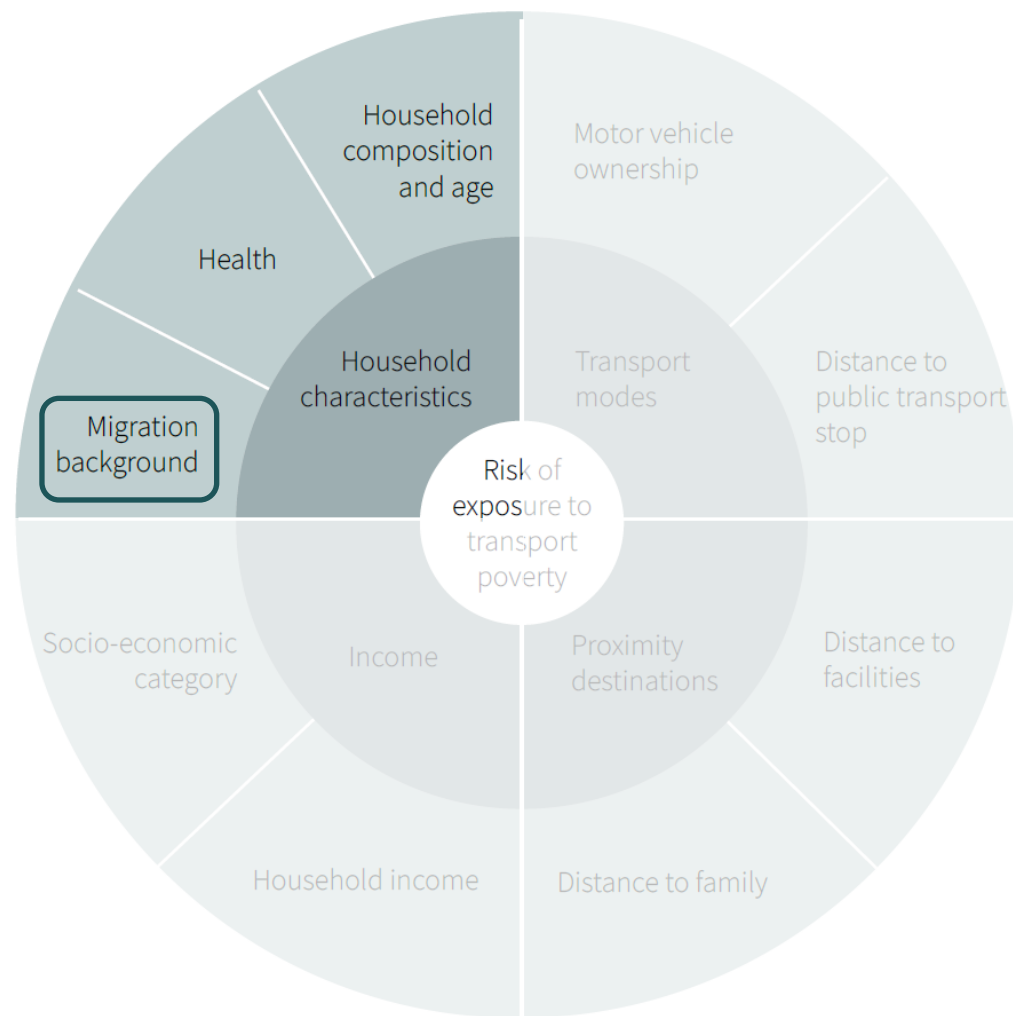 Household
composition
and age
Health
Migration
background
Household
characteristics
Motor vehicle
ownership
Transport
modes
Distance to
public transport
stop
Risk of
exposure to
transport
poverty
Socio-economic
category
Income
Household income
Proximity
destinations
Distance to
facilities
Distance to family